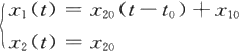 x₁(t) = x₂₀(t − t₀) + x₁₀
x₂(t) = x₂₀